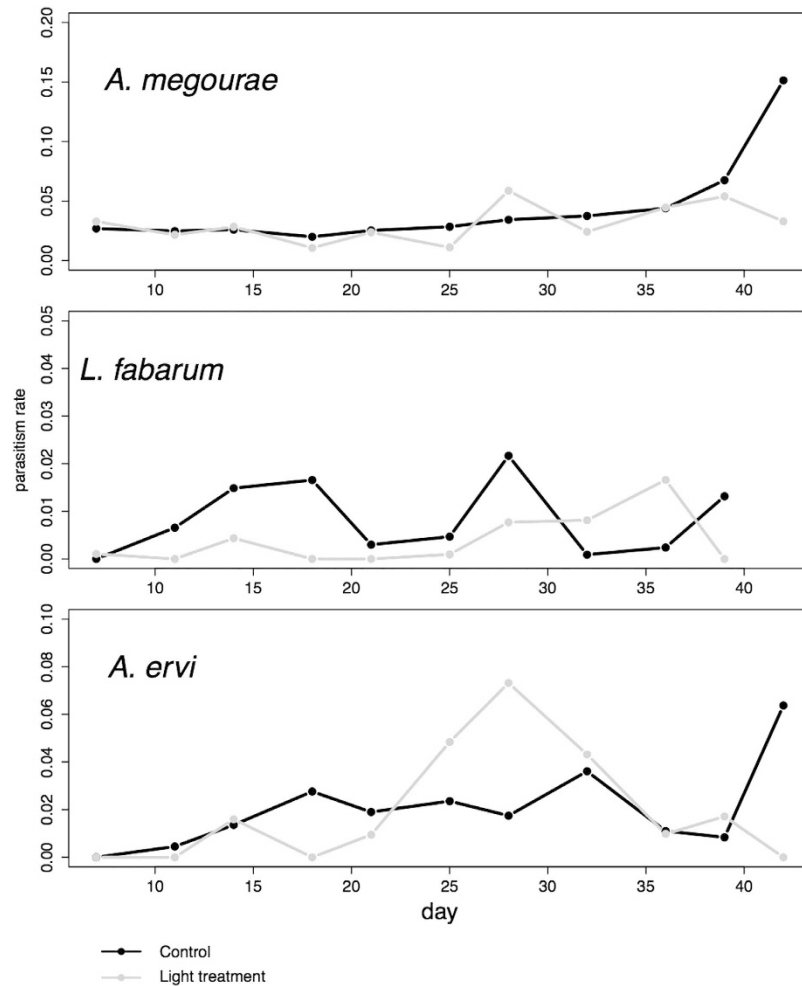 A. megourae
0.20
0.15
0.10
0.05
0.00
10 15 20 25 30 35 40
L. fabarum
0.05
0.04
0.03
0.02
0.01
0.00
10 15 20 25 30 35 40
parasitism rate
A. ervi
0.10
0.08
0.06
0.04
0.02
0.00
10 15 20 25 30 35 40
day
Control
Light treatment